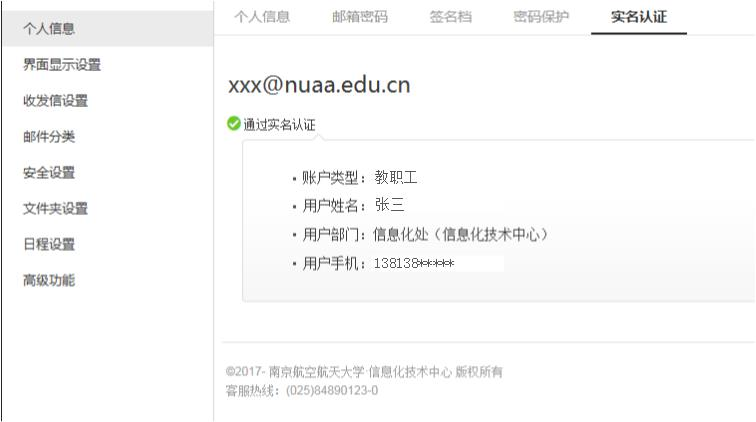 个人信息
界面显示设置
收发信设置
邮件分类
安全设置
文件夹设置
日程设置
高级功能
个人信息 邮箱密码 签名档 密码保护 实名认证
xxx@nuaa.edu.cn
通过实名认证
· 账户类型：教职工
· 用户姓名：张三
· 用户部门：信息化处（信息化技术中心）
· 用户手机：138138*****
©2017- 南京航空航天大学·信息化技术中心 版权所有
客服热线：(025)84890123-0